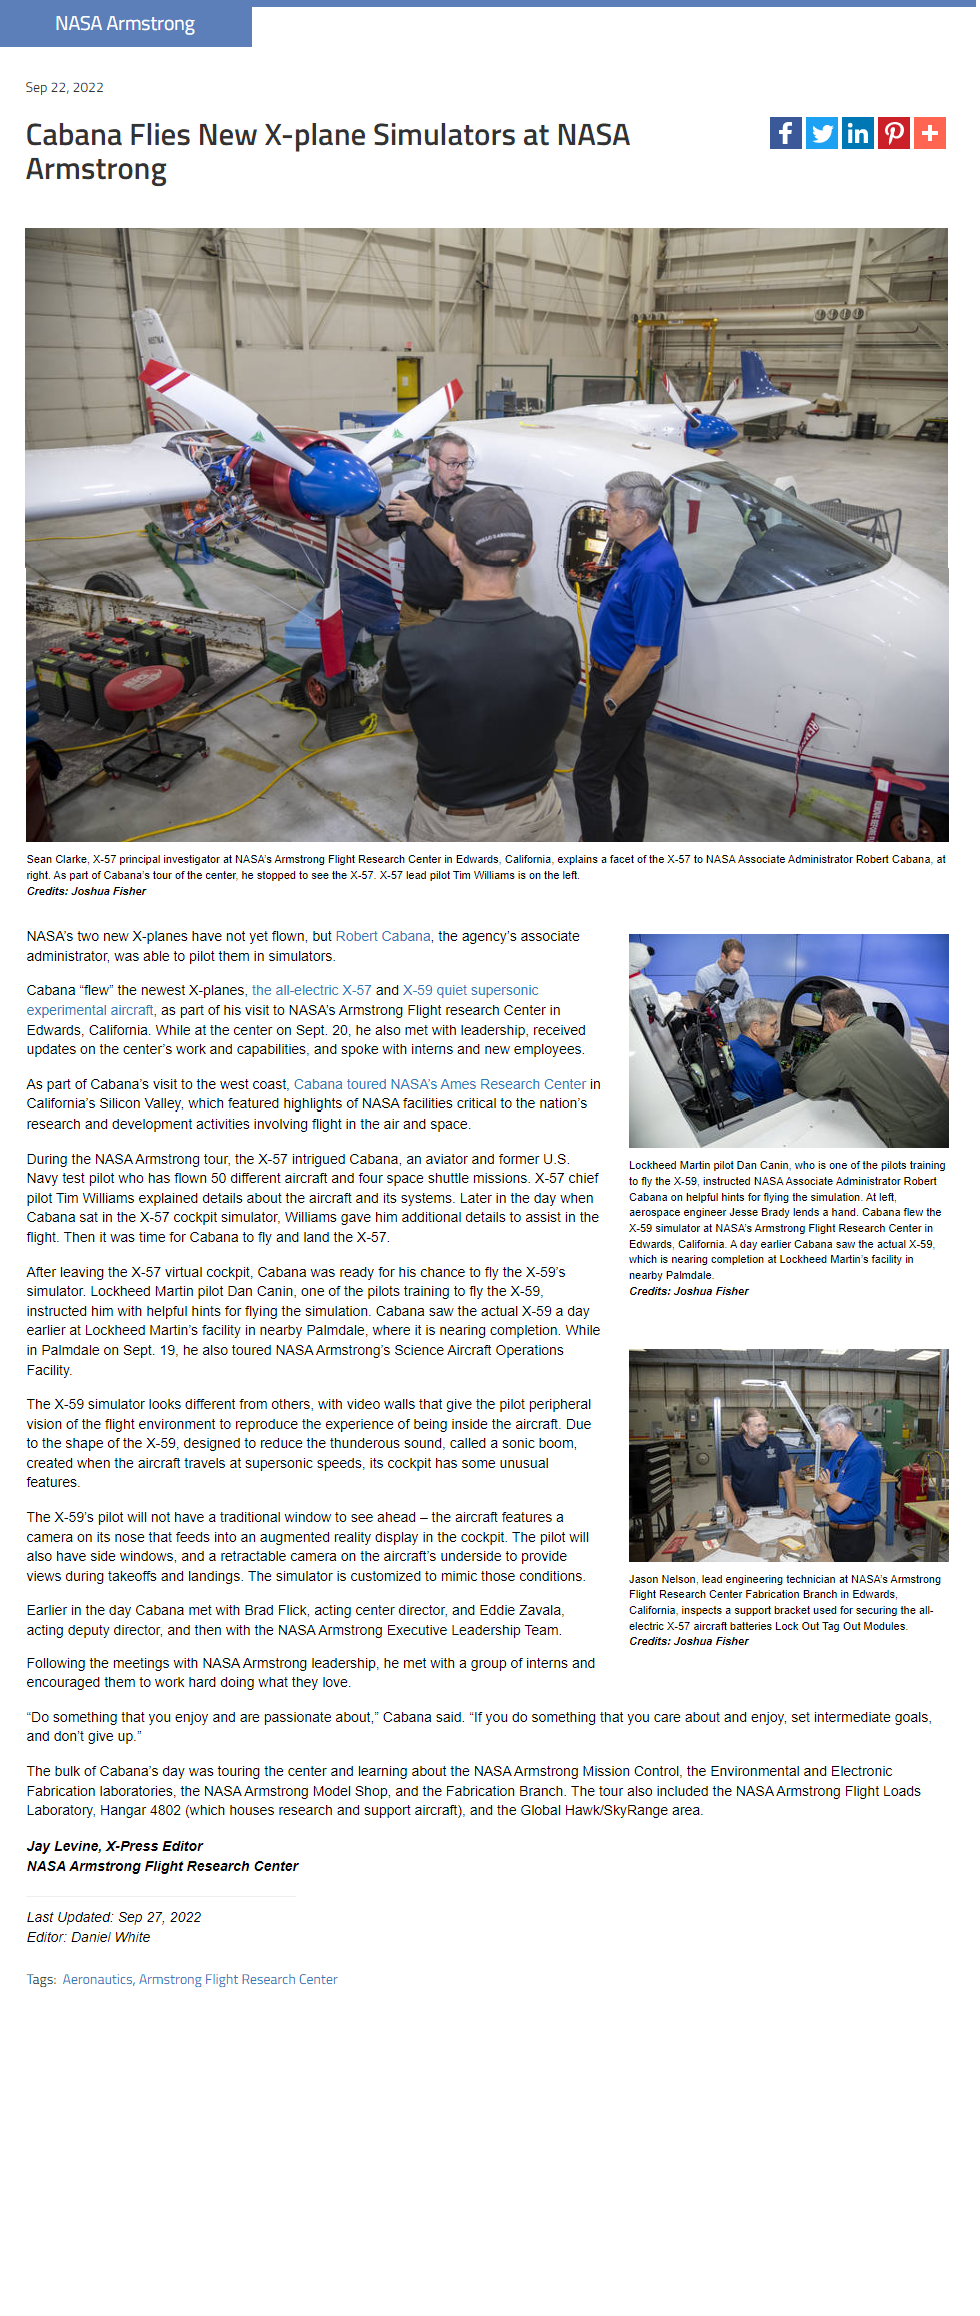 NASA Armstrong
Sep 22, 2022
Cabana Flies New X-plane Simulators at NASA
Armstrong
Sean Clarke, X-57 principal investigator at NASA's Armstrong Flight Research Center in Edwards, California, explains a facet of the X-57 to NASA Associate Administrator Robert Cabana, at
right. As part of Cabana's tour of the center, he stopped to see the X-57. X-57 lead pilot Tim Williams is on the left.
Credits: Joshua Fisher
NASA's two new X-planes have not yet flown, but Robert Cabana, the agency's associate
administrator, was able to pilot them in simulators.
Cabana “flew” the newest X-planes, the all-electric X-57 and X-59 quiet supersonic
experimental aircraft, as part of his visit to NASA's Armstrong Flight research Center in
Edwards, California. While at the center on Sept. 20, he also met with leadership, received
updates on the center's work and capabilities, and spoke with interns and new employees.
As part of Cabana's visit to the west coast, Cabana toured NASA's Ames Research Center in
California's Silicon Valley, which featured highlights of NASA facilities critical to the nation's
research and development activities involving flight in the air and space.
During the NASA Armstrong tour, the X-57 intrigued Cabana, an aviator and former U.S.
Navy test pilot who has flown 50 different aircraft and four space shuttle missions. X-57 chief
pilot Tim Williams explained details about the aircraft and its systems. Later in the day when
Cabana sat in the X-57 cockpit simulator, Williams gave him additional details to assist in the
flight. Then it was time for Cabana to fly and land the X-57.
After leaving the X-57 virtual cockpit, Cabana was ready for his chance to fly the X-59's
simulator. Lockheed Martin pilot Dan Canin, one of the pilots training to fly the X-59,
instructed him with helpful hints for flying the simulation. Cabana saw the actual X-59 a day
earlier at Lockheed Martin's facility in nearby Palmdale, where it is nearing completion. While
in Palmdale on Sept. 19, he also toured NASA Armstrong's Science Aircraft Operations
Facility.
The X-59 simulator looks different from others, with video walls that give the pilot peripheral
vision of the flight environment to reproduce the experience of being inside the aircraft. Due
to the shape of the X-59, designed to reduce the thunderous sound, called a sonic boom,
created when the aircraft travels at supersonic speeds, its cockpit has some unusual
features.
The X-59's pilot will not have a traditional window to see ahead – the aircraft features a
camera on its nose that feeds into an augmented reality display in the cockpit. The pilot will
also have side windows, and a retractable camera on the aircraft's underside to provide
views during takeoffs and landings. The simulator is customized to mimic those conditions.
Earlier in the day Cabana met with Brad Flick, acting center director, and Eddie Zavala,
acting deputy director, and then with the NASA Armstrong Executive Leadership Team.
Following the meetings with NASA Armstrong leadership, he met with a group of interns and
encouraged them to work hard doing what they love.
Lockheed Martin pilot Dan Canin, who is one of the pilots training
to fly the X-59, instructed NASA Associate Administrator Robert
Cabana on helpful hints for flying the simulation. At left,
aerospace engineer Jesse Brady lends a hand. Cabana flew the
X-59 simulator at NASA's Armstrong Flight Research Center in
Edwards, California. A day earlier Cabana saw the actual X-59,
which is nearing completion at Lockheed Martin's facility in
nearby Palmdale.
Credits: Joshua Fisher
Jason Nelson, lead engineering technician at NASA's Armstrong
Flight Research Center Fabrication Branch in Edwards,
California, inspects a support bracket used for securing the all-
electric X-57 aircraft batteries Lock Out Tag Out Modules.
Credits: Joshua Fisher
“Do something that you enjoy and are passionate about,” Cabana said. “If you do something that you care about and enjoy, set intermediate goals,
and don't give up.”
The bulk of Cabana's day was touring the center and learning about the NASA Armstrong Mission Control, the Environmental and Electronic
Fabrication laboratories, the NASA Armstrong Model Shop, and the Fabrication Branch. The tour also included the NASA Armstrong Flight Loads
Laboratory, Hangar 4802 (which houses research and support aircraft), and the Global Hawk/SkyRange area.
Jay Levine, X-Press Editor
NASA Armstrong Flight Research Center
Last Updated: Sep 27, 2022
Editor: Daniel White
Tags: Aeronautics, Armstrong Flight Research Center